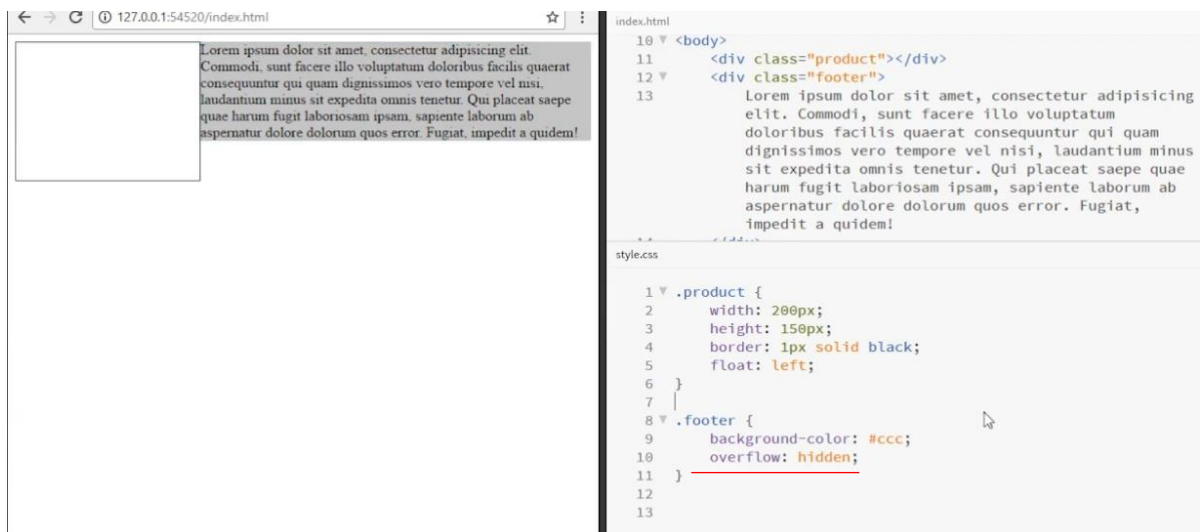 127.0.0.1:54520/index.html
Lorem ipsum dolor sit amet, consectetur adipisicing elit.
Commodi, sunt facere illo voluptatum doloribus facilis quaerat
consequuntur qui quam dignissimos vero tempore vel nisi,
laudantium minus sit expedita omnis tenetur. Qui placeat saepe
quae harum fugit laboriosam ipsam, sapiente laborum ab
aspernatur dolore dolorum quos error. Fugiat, impedit a quidem!
index.html
10 <body>
11 <div class="product"></div>
12 <div class="footer">
13 Lorem ipsum dolor sit amet, consectetur adipisicing
elit. Commodi, sunt facere illo voluptatum
doloribus facilis quaerat consequuntur qui quam
dignissimos vero tempore vel nisi, laudantium minus
sit expedita omnis tenetur. Qui placeat saepe quae
harum fugit laboriosam ipsam, sapiente laborum ab
aspernatur dolore dolorum quos error. Fugiat,
impedit a quidem!
style.css
1 .product {
2 width: 200px;
3 height: 150px;
4 border: 1px solid black;
5 float: left;
6 }
7
8 .footer {
9 background-color: #ccc;
10 overflow: hidden;
11 }
12
13